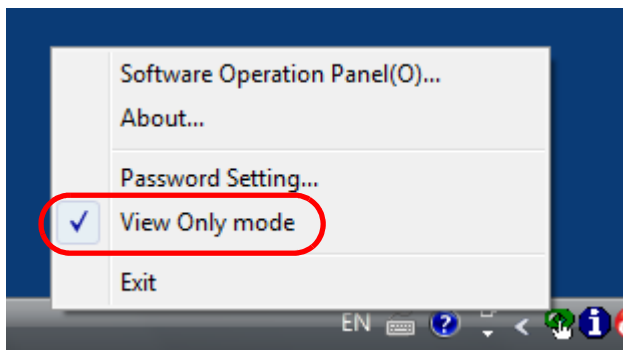 Software Operation Panel(O)...
About...
Password Setting...
View Only mode
Exit
EN